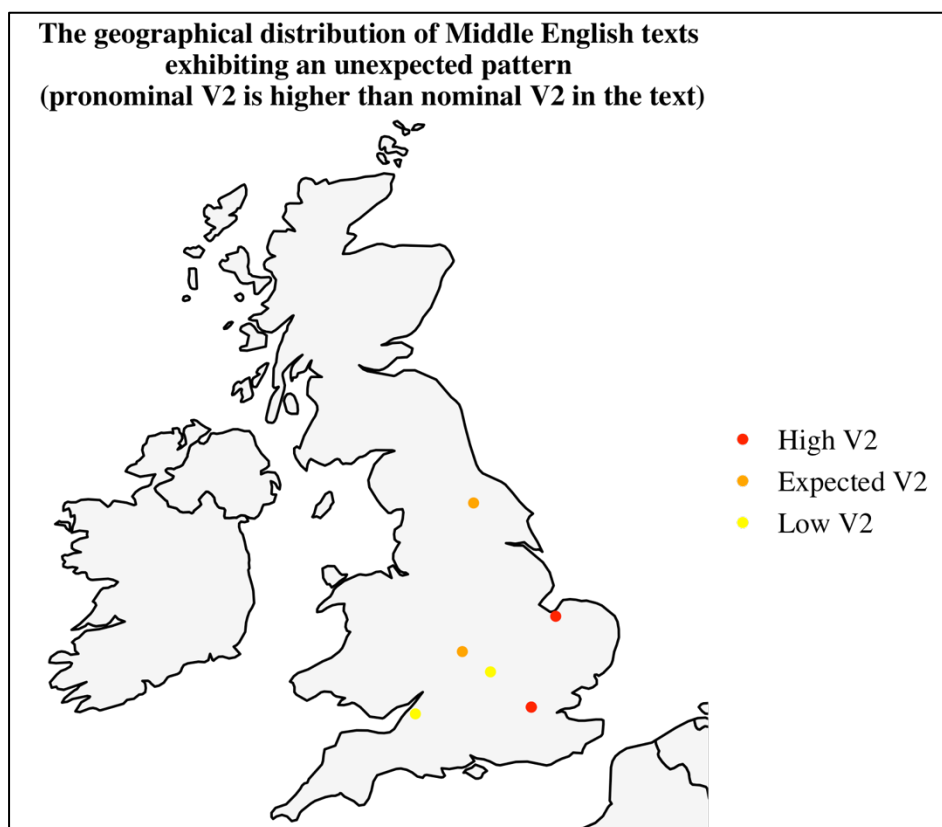 The geographical distribution of Middle English texts
exhibiting an unexpected pattern
(pronominal V2 is higher than nominal V2 in the text)
High V2
Expected V2
Low V2